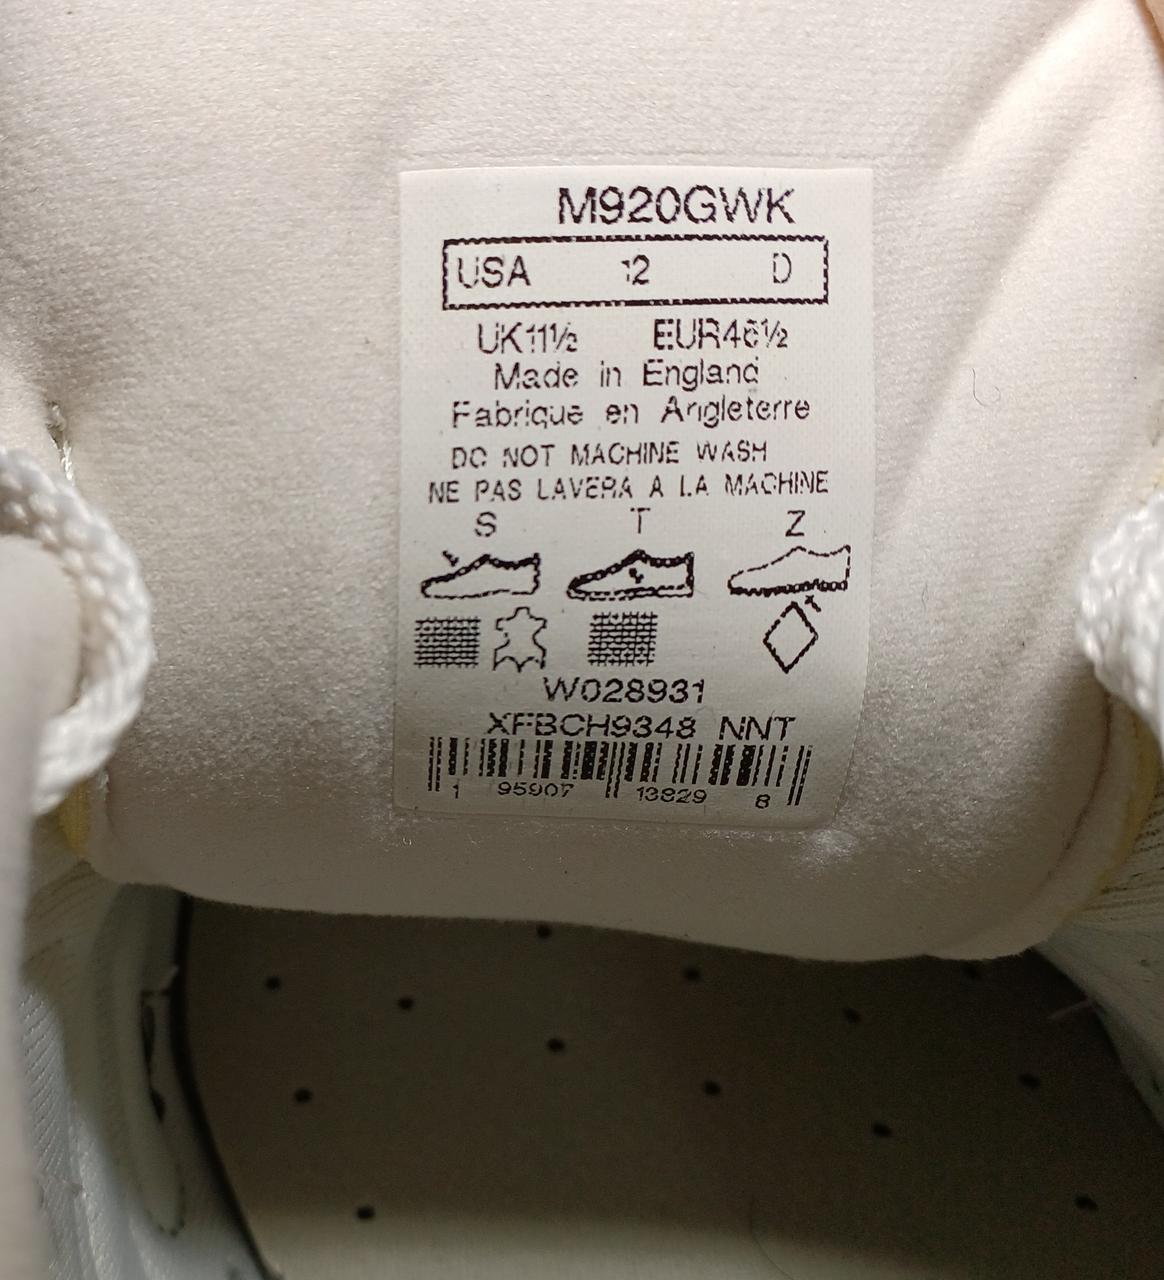 M920GWK
USA 12 D
UK11½ EUR46½
Made in England
Fabrique en Angleterre
DO NOT MACHINE WASH
NE PAS LAVERA A LA MACHINE
S T Z
W028931
XFBCH9348 NNT
1 95907 13829 8